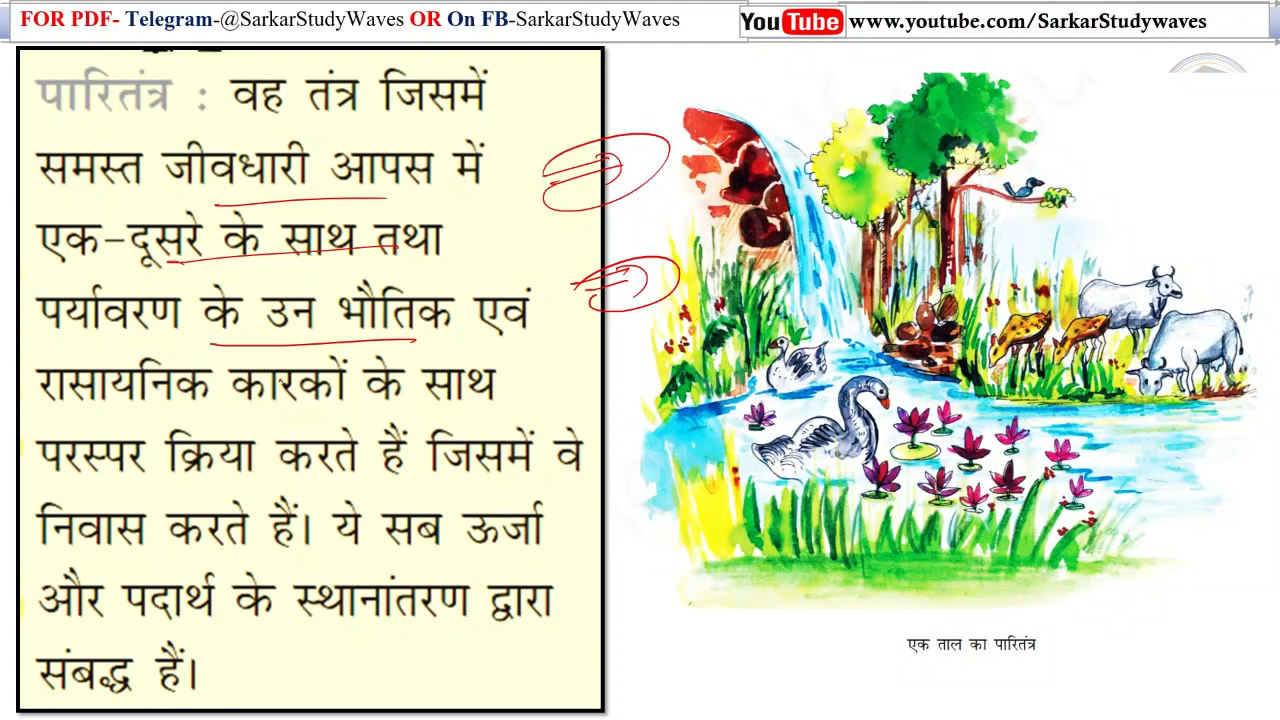 FOR PDF- Telegram-@SarkarStudyWaves OR On FB-SarkarStudyWaves
YouTube www.youtube.com/SarkarStudywaves
पारितंत्र : वह तंत्र जिसमें
समस्त जीवधारी आपस में
एक-दूसरे के साथ तथा
पर्यावरण के उन भौतिक एवं
रासायनिक कारकों के साथ
परस्पर क्रिया करते हैं जिसमें वे
निवास करते हैं। ये सब ऊर्जा
और पदार्थ के स्थानांतरण द्वारा
संबद्ध हैं।
एक ताल का पारितंत्र